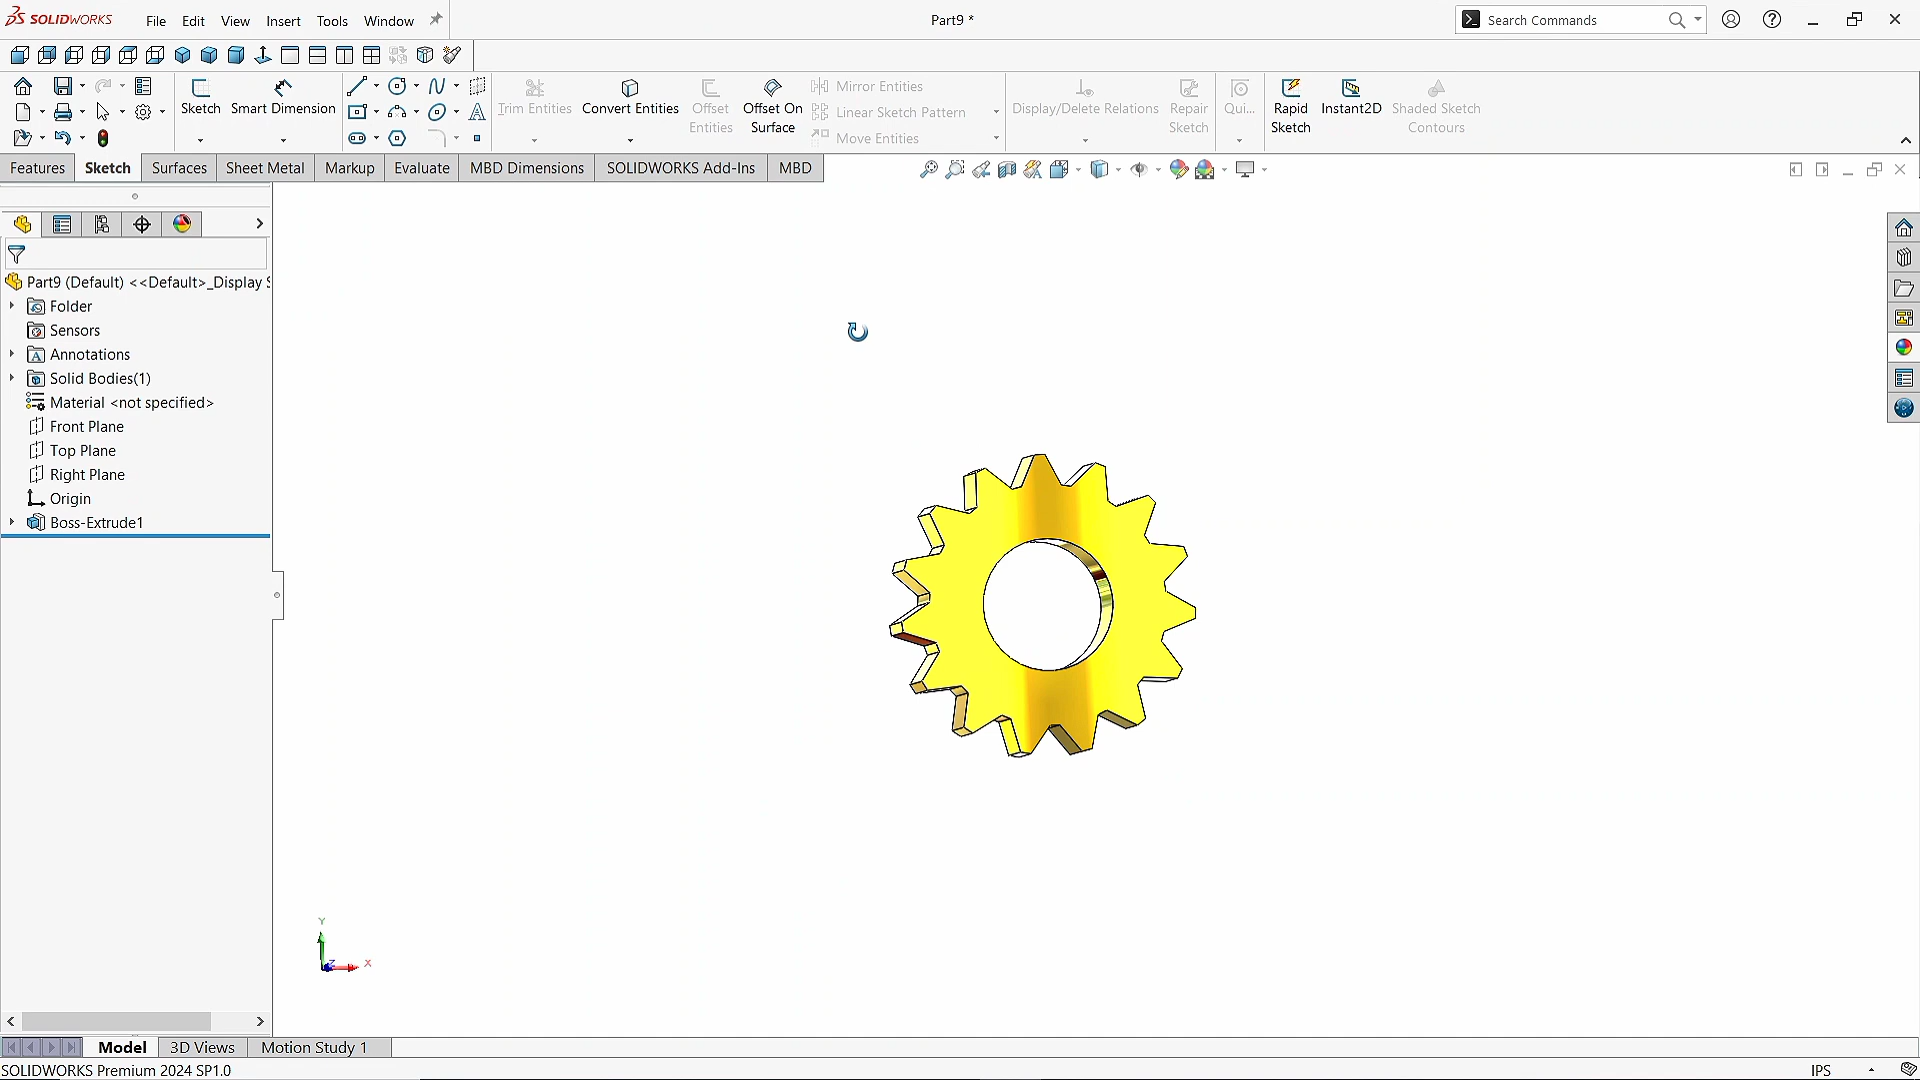 SOLIDWORKS File Edit View Insert Tools Window Part9 * Search Commands
Sketch Smart Dimension Trim Entities Convert Entities Offset Entities Offset On Surface Mirror Entities Linear Sketch Pattern Move Entities Display/Delete Relations Repair Sketch Qui... Rapid Sketch Instant2D Shaded Sketch Contours
Features Sketch Surfaces Sheet Metal Markup Evaluate MBD Dimensions SOLIDWORKS Add-Ins MBD
Part9 (Default) <<Default>_Display S
Folder
Sensors
Annotations
Solid Bodies(1)
Material <not specified>
Front Plane
Top Plane
Right Plane
Origin
Boss-Extrude1
Y
Z X
Model 3D Views Motion Study 1
SOLIDWORKS Premium 2024 SP1.0 IPS